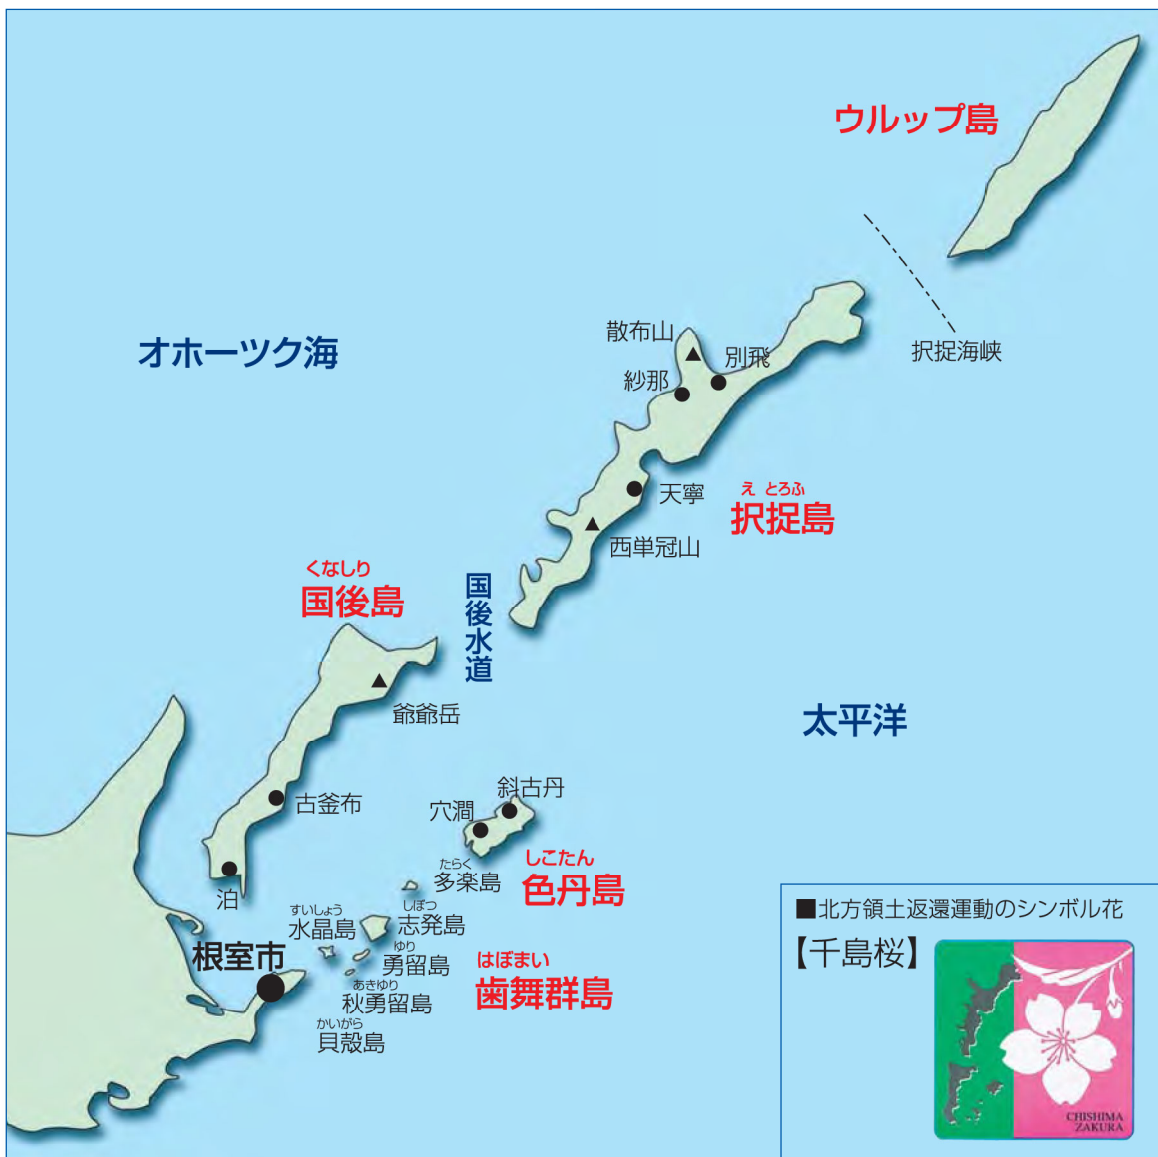 ウルップ島
択捉海峡
オホーツク海
散布山
別飛
紗那
天寧
え とろふ
択捉島
西単冠山
くなしり
国後島
国後水道
爺爺岳
太平洋
古釜布
泊
斜古丹
穴澗
しこたん
色丹島
たらく
多楽島
しぼつ
志発島
すいしょう
水晶島
ゆり
勇留島
あきゆり
秋勇留島
かいがら
貝殻島
はぼまい
歯舞群島
根室市
■北方領土返還運動のシンボル花
【千島桜】
CHISHIMA
ZAKURA